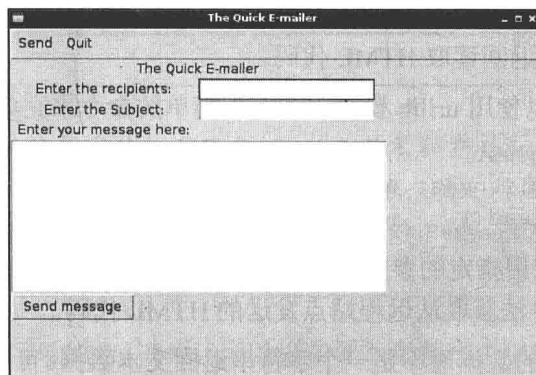 The Quick E-mailer
Send Quit
The Quick E-mailer
Enter the recipients:
Enter the Subject:
Enter your message here:
Send message